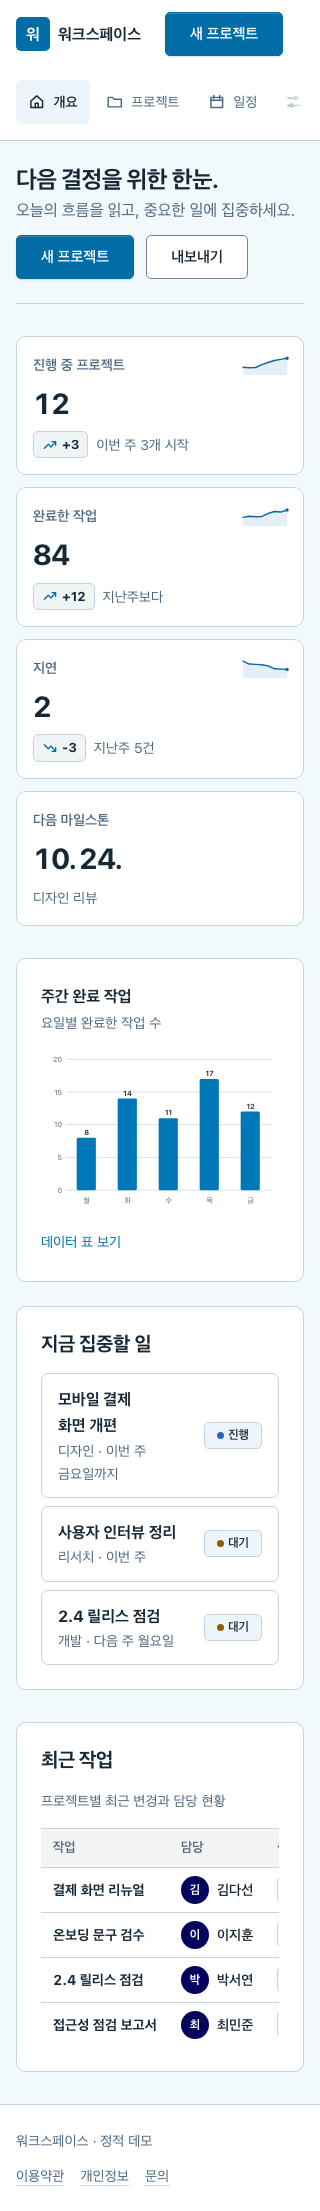 워 워크스페이스 새 프로젝트
개요 프로젝트 일정
다음 결정을 위한 한눈.
오늘의 흐름을 읽고, 중요한 일에 집중하세요.
새 프로젝트 내보내기
진행 중 프로젝트
12
+3 이번 주 3개 시작
완료한 작업
84
+12 지난주보다
지연
2
-3 지난주 5건
다음 마일스톤
10. 24.
디자인 리뷰
주간 완료 작업
요일별 완료한 작업 수
20
15
10
5
0
8 14 11 17 12
월 화 수 목 금
데이터 표 보기
지금 집중할 일
모바일 결제
화면 개편
디자인 · 이번 주
금요일까지
진행
사용자 인터뷰 정리
리서치 · 이번 주
대기
2.4 릴리스 점검
개발 · 다음 주 월요일
대기
최근 작업
프로젝트별 최근 변경과 담당 현황
작업 담당
결제 화면 리뉴얼 김 김다선
온보딩 문구 검수 이 이지훈
2.4 릴리스 점검 박 박서연
접근성 점검 보고서 최 최민준
워크스페이스 · 정적 데모
이용약관 개인정보 문의